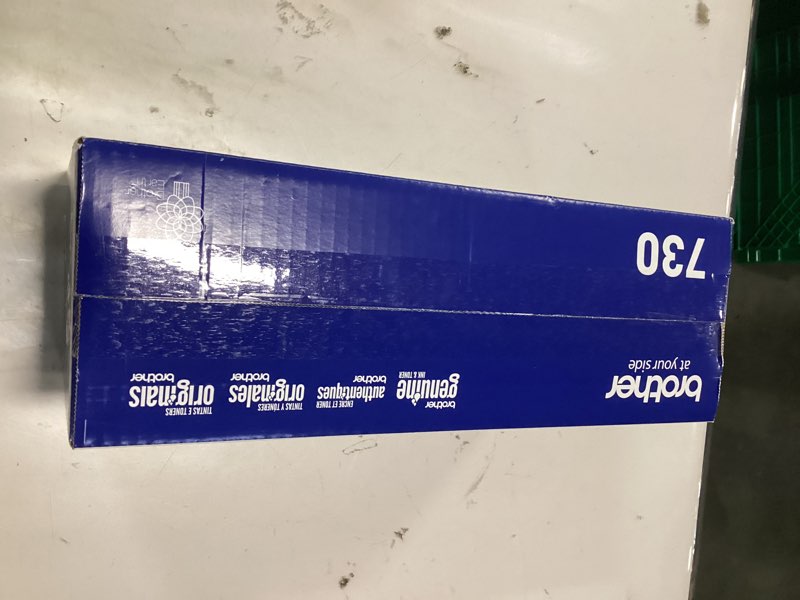 brother
at your side
brother
genuine
INK & TONER
ENCRE ET TONER
authentiques
brother
TINTAS Y TÓNERES
originales
brother
TINTAS E TONERS
originais
brother
730